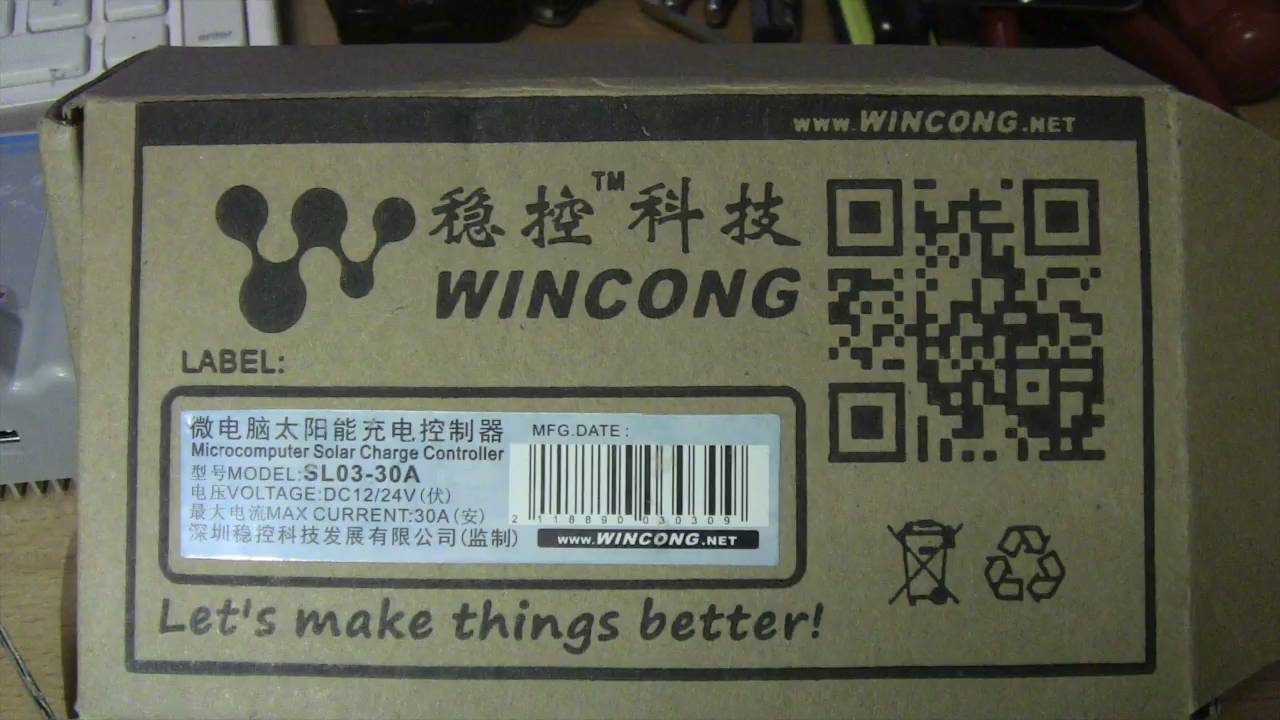 enter
www.WINCONG.NET
稳控™科技
WINCONG
LABEL:
微电脑太阳能充电控制器
Microcomputer Solar Charge Controller
型号MODEL:SL03-30A
电压VOLTAGE:DC12/24V(伏)
最大电流MAX CURRENT:30A(安)
深圳稳控科技发展有限公司(监制)
MFG.DATE:
2 118890 030309
www.WINCONG.NET
Let's make things better!